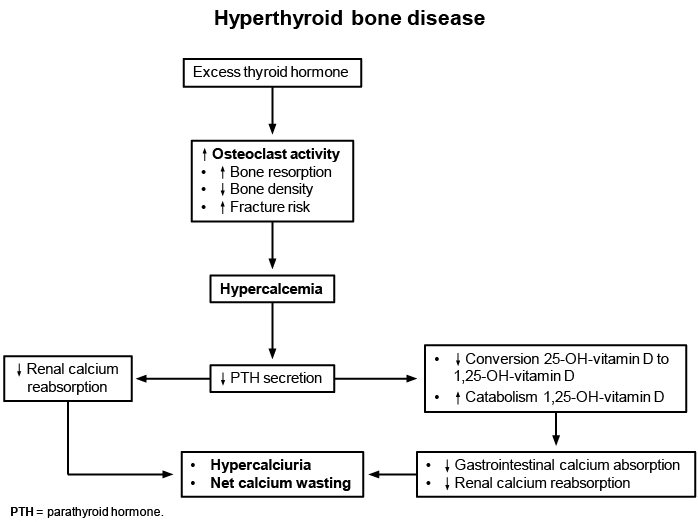 Hyperthyroid bone disease
Excess thyroid hormone
↑ Osteoclast activity
• ↑ Bone resorption
• ↓ Bone density
• ↑ Fracture risk
Hypercalcemia
↓ Renal calcium
reabsorption
↓ PTH secretion
• ↓ Conversion 25-OH-vitamin D to
1,25-OH-vitamin D
• ↑ Catabolism 1,25-OH-vitamin D
• Hypercalciuria
• Net calcium wasting
• ↓ Gastrointestinal calcium absorption
• ↓ Renal calcium reabsorption
PTH = parathyroid hormone.